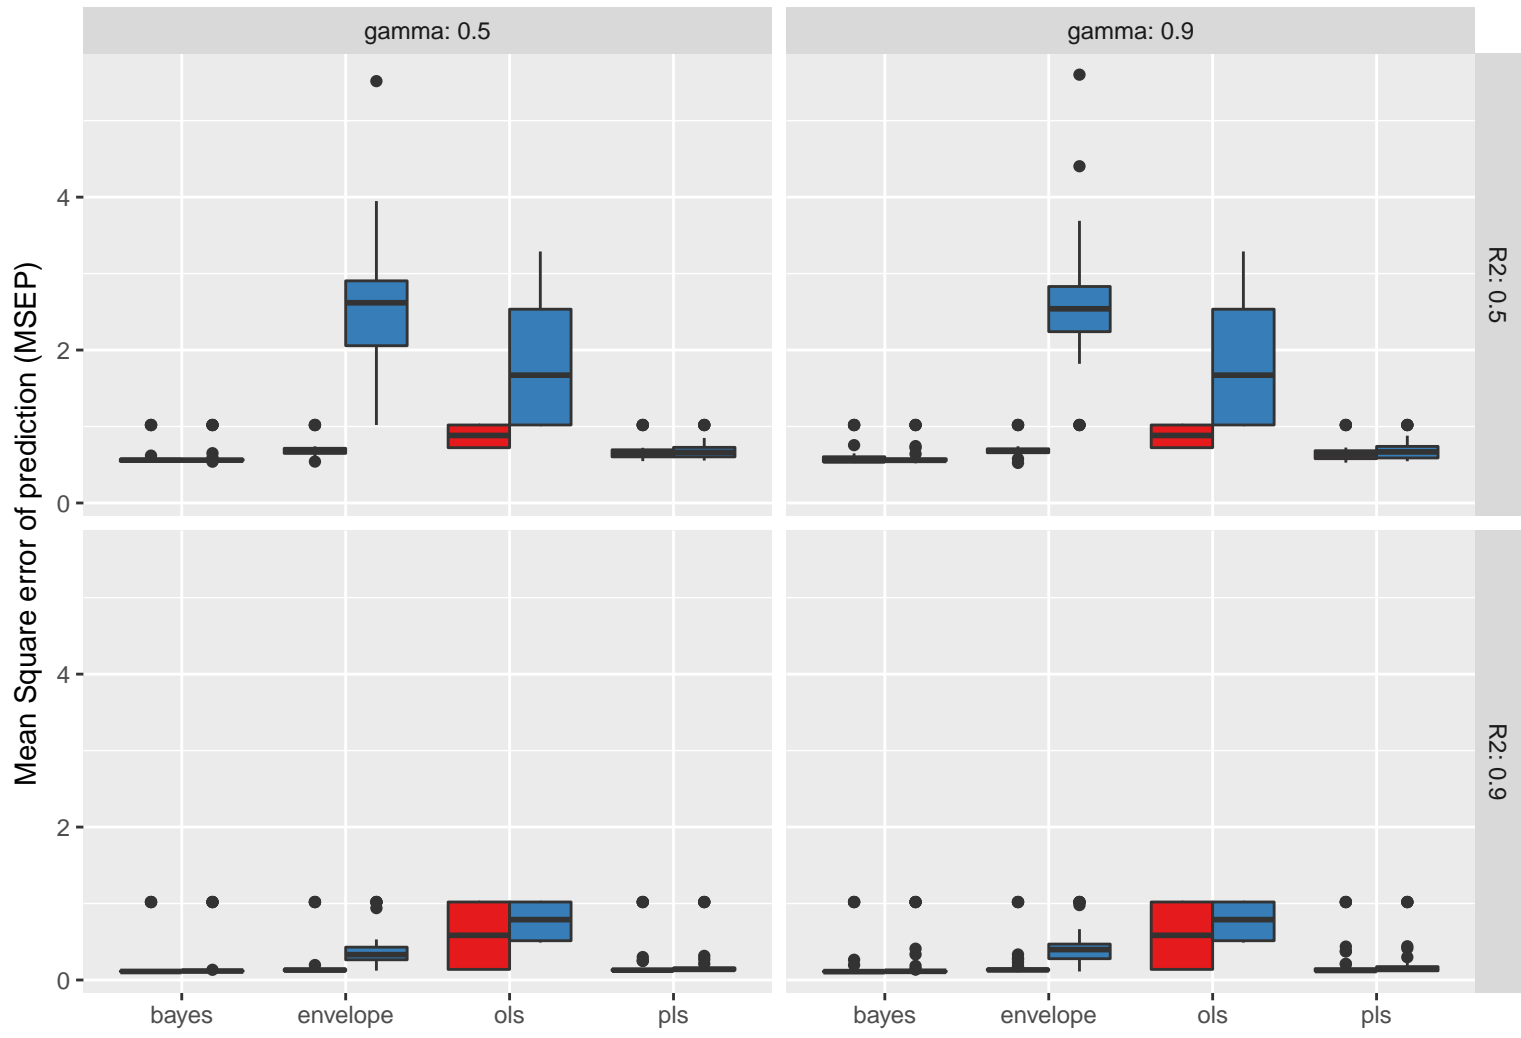 gamma: 0.5
gamma: 0.9
Mean Square error of prediction (MSEP)
4
2
0
R2: 0.5
4
2
0
R2: 0.9
bayes envelope ols pls bayes envelope ols pls